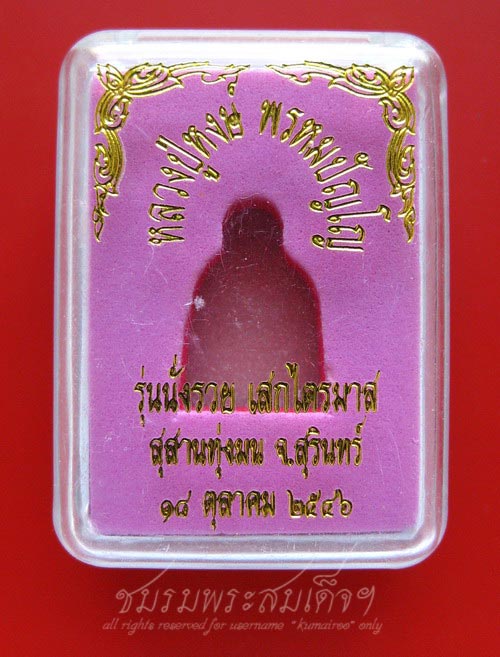 หลวงปู่หงษ์ พรหมปัญโญ
รุ่นนั่งรวย เสกไตรมาส
สุสานทุ่งมน จ.สุรินทร์
๑๘ ตุลาคม ๒๕๔๖
ชมรมพระสมเด็จฯ
all rights reserved for username "kumairoo" only